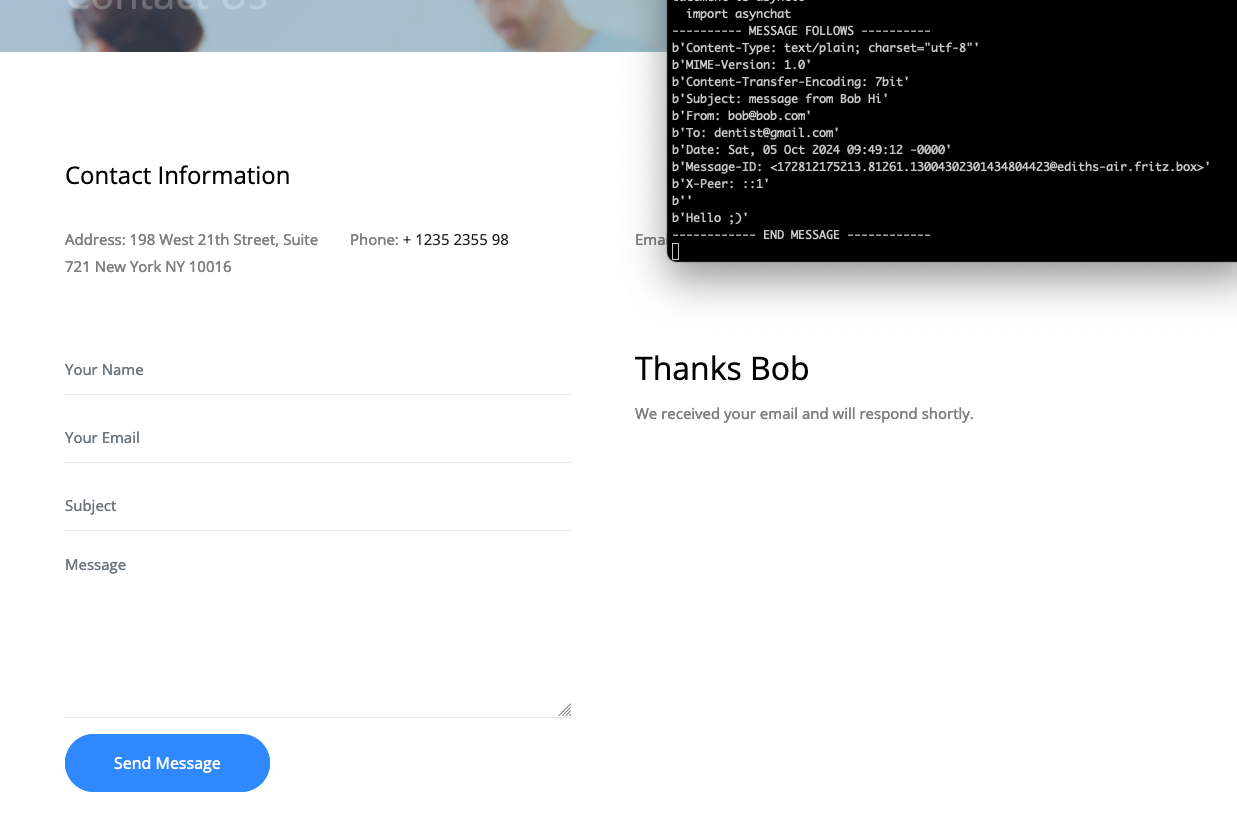 Contact Us
import asynchat
---------- MESSAGE FOLLOWS ----------
b'Content-Type: text/plain; charset="utf-8"'
b'MIME-Version: 1.0'
b'Content-Transfer-Encoding: 7bit'
b'Subject: message from Bob Hi'
b'From: bob@bob.com'
b'To: dentist@gmail.com'
b'Date: Sat, 05 Oct 2024 09:49:12 -0000'
b'Message-ID: <172812175213.81261.13004302301434804423@ediths-air.fritz.box>'
b'X-Peer: ::1'
b''
b'Hello ;)'
------------ END MESSAGE ------------
Contact Information
Address: 198 West 21th Street, Suite
721 New York NY 10016
Phone: + 1235 2355 98
Your Name
Your Email
Subject
Message
Send Message
Thanks Bob
We received your email and will respond shortly.